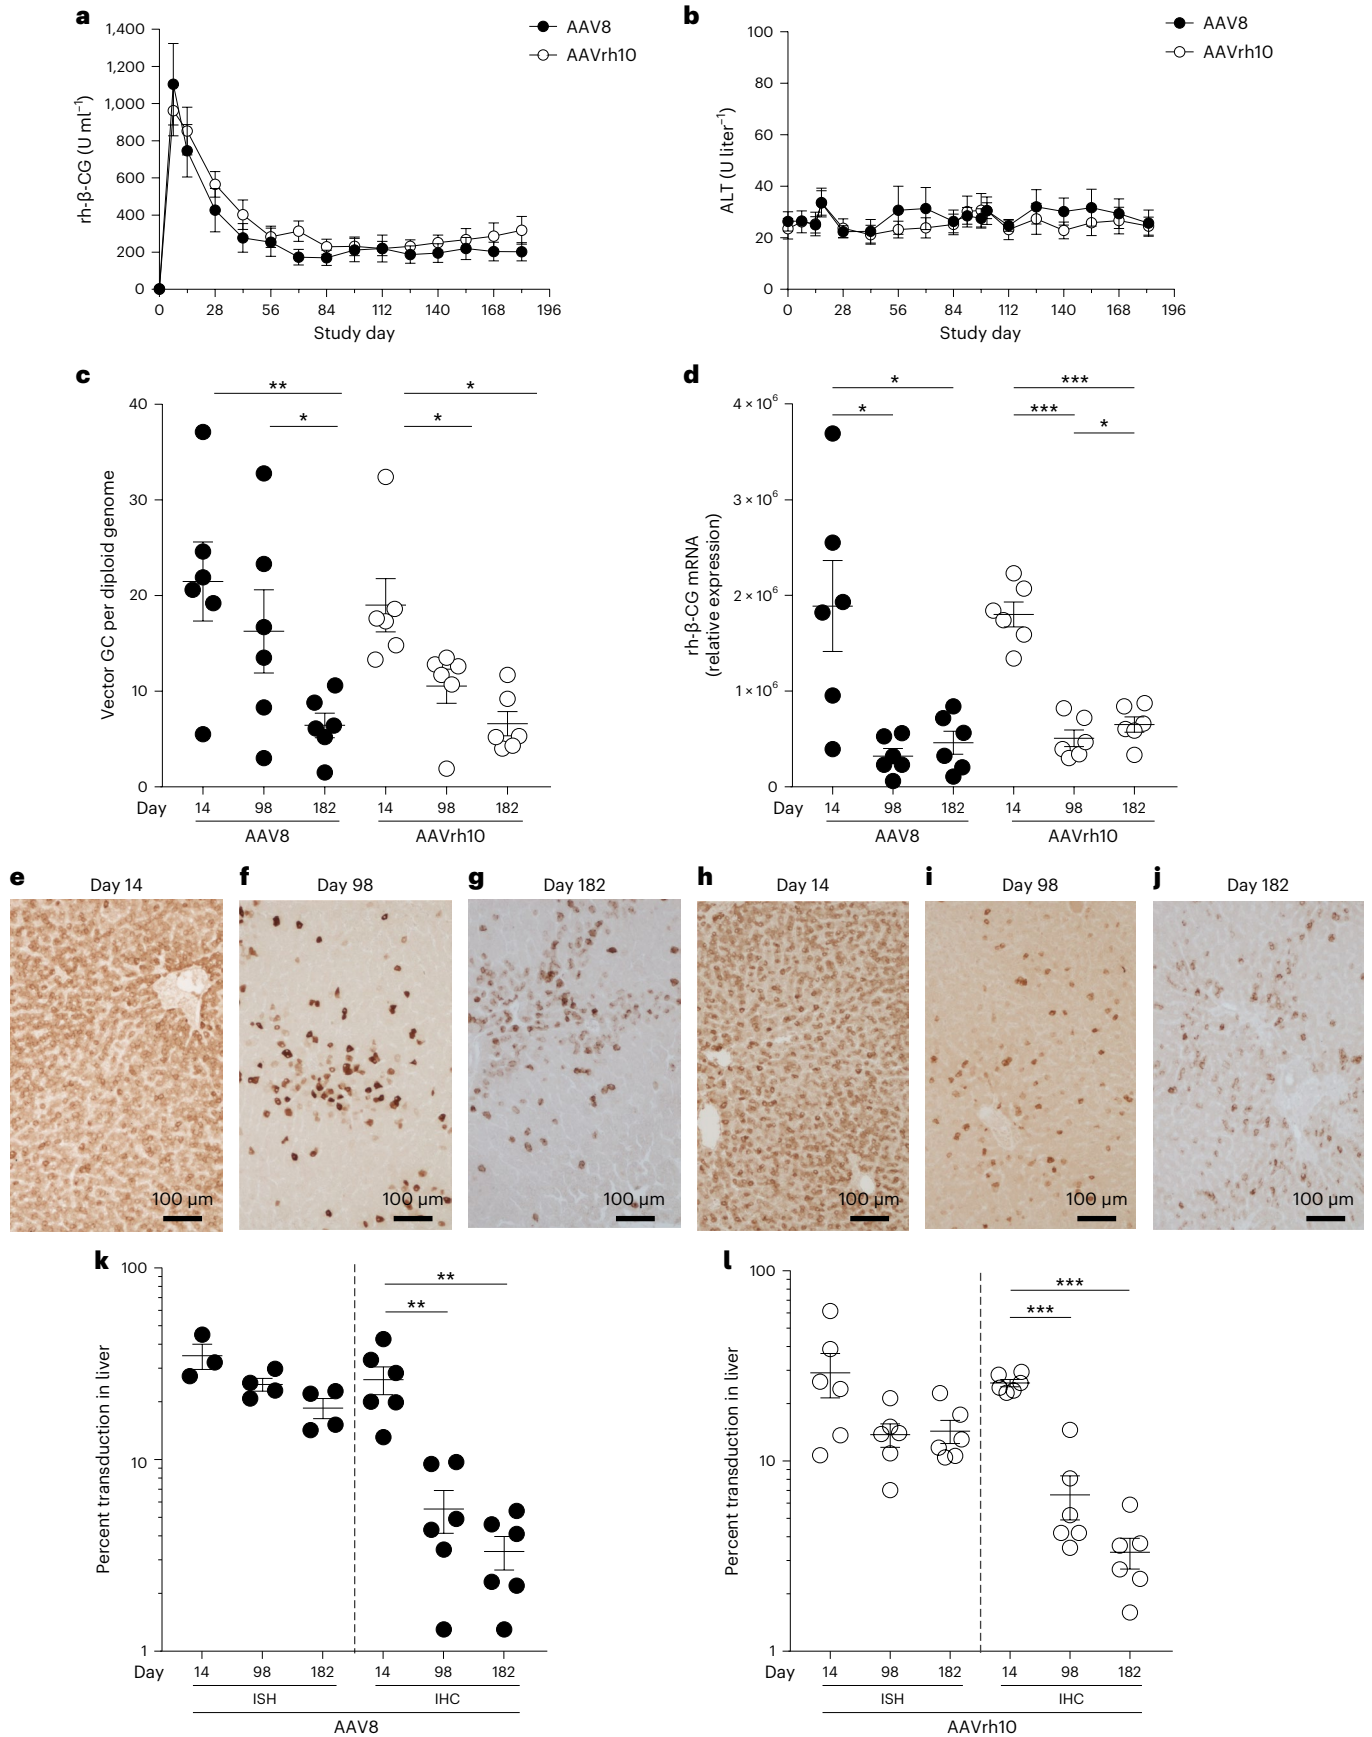 a
1,400
1,200
1,000
800
600
400
200
0
rh-β-CG (U ml⁻¹)
AAV8
AAVrh10
0 28 56 84 112 140 168 196
Study day
b
100
80
60
40
20
0
ALT (U liter⁻¹)
AAV8
AAVrh10
0 28 56 84 112 140 168 196
Study day
c
40
30
20
10
0
Vector GC per diploid genome
** *
* *
Day 14 98 182 14 98 182
AAV8 AAVrh10
d
4 × 10⁶
3 × 10⁶
2 × 10⁶
1 × 10⁶
0
rh-β-CG mRNA
(relative expression)
* ***
* ***
*
Day 14 98 182 14 98 182
AAV8 AAVrh10
e Day 14
100 µm
f Day 98
100 µm
g Day 182
100 µm
h Day 14
100 µm
i Day 98
100 µm
j Day 182
100 µm
k
100
10
1
Percent transduction in liver
**
**
Day 14 98 182 14 98 182
ISH IHC
AAV8
l
100
10
1
Percent transduction in liver
***
***
Day 14 98 182 14 98 182
ISH IHC
AAVrh10